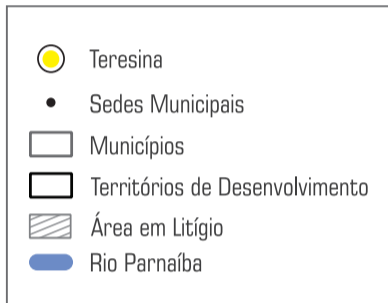 Teresina
Sedes Municipais
Municípios
Territórios de Desenvolvimento
Área em Litígio
Rio Parnaíba